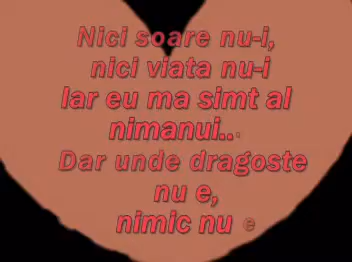 Nici soare nu-i,
nici viata nu-i
Iar eu ma simt al
nimanui...
Dar unde dragoste
nu e,
nimic nu e